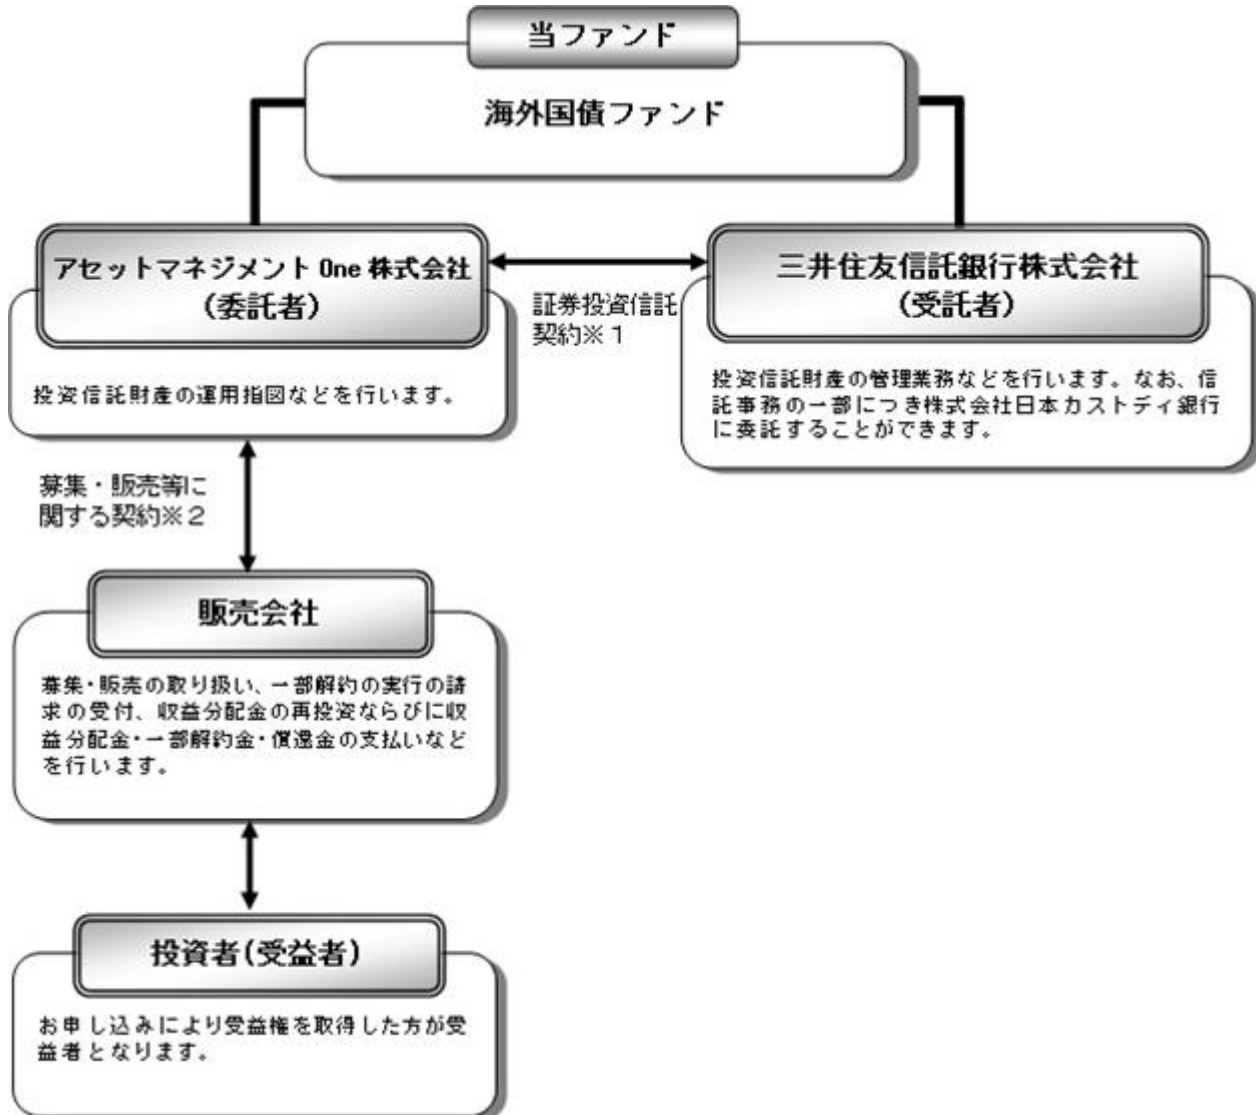 当ファンド
海外国債ファンド
アセットマネジメント One 株式会社
(委託者)
投資信託財産の運用指図などを行います。
証券投資信託
契約※１
三井住友信託銀行株式会社
(受託者)
投資信託財産の管理業務などを行います。なお、信
託事務の一部につき株式会社日本カストディ銀行
に委託することができます。
募集・販売等に
関する契約※２
販売会社
募集・販売の取り扱い、一部解約の実行の請
求の受付、収益分配金の再投資ならびに収
益分配金・一部解約金・償還金の支払いなど
を行います。
投資者(受益者)
お申し込みにより受益権を取得した方が受
益者となります。